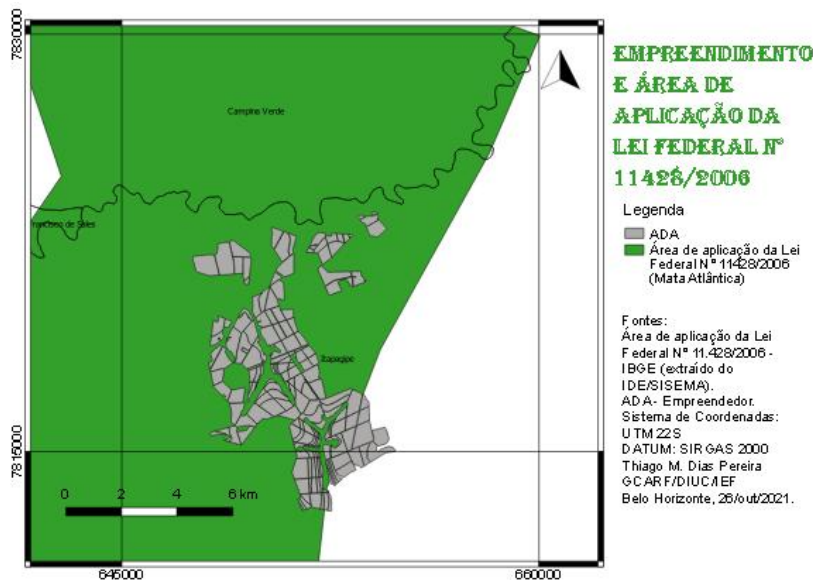 7830000
EMPREENDIMENTO
E ÁREA DE
APLICAÇÃO DA
LEI FEDERAL Nº
11428/2006
Campina Verde
Legenda
ADA
Francisco de Sales
Área de aplicação da Lei
Federal Nº 11428/2006
(Mata Atlântica)
Itapagipe
Fontes:
Área de aplicação da Lei
Federal Nº 11.428/2006 -
IBGE (extraído do
IDE/SISEMA).
ADA- Empreendedor.
Sistema de Coordenadas:
UTM 22S
DATUM: SIRGAS 2000
Thiago M. Dias Pereira
GCARF/DIUC/IEF
Belo Horizonte, 26/out/2021.
7815000
0 2 4 6 km
645000 660000